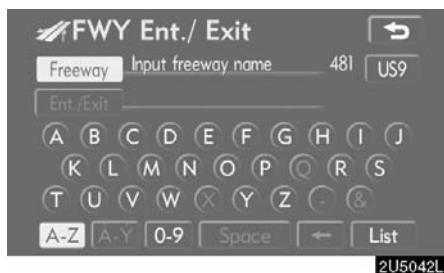 FWY Ent./ Exit
Freeway Input freeway name 481 US9
Ent./Exit
A B C D E F G H I J
K L M N O P Q R S
T U V W X Y Z - &
A-Z À-Ý 0-9 Space ← List
2U5042L